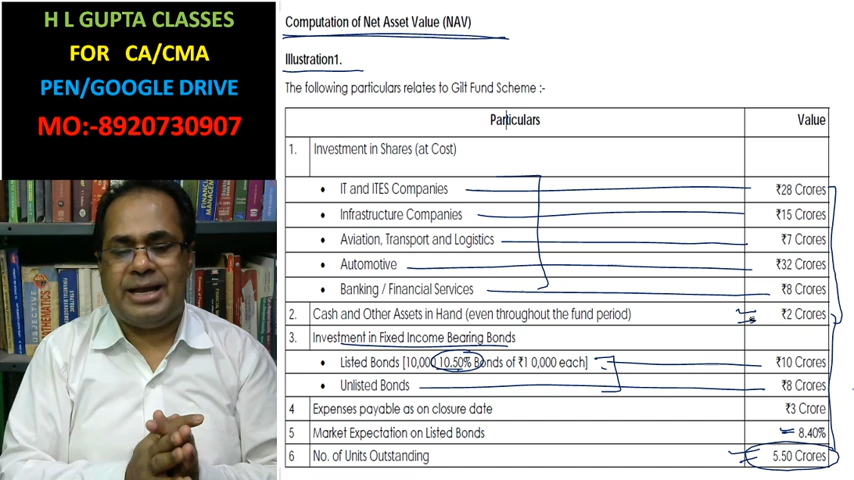 H L GUPTA CLASSES
FOR CA/CMA
PEN/GOOGLE DRIVE
MO:-8920730907
Computation of Net Asset Value (NAV)
Illustration1.
The following particulars relates to Gilt Fund Scheme :-
Particulars Value
1. Investment in Shares (at Cost)
• IT and ITES Companies ₹28 Crores
• Infrastructure Companies ₹15 Crores
• Aviation, Transport and Logistics ₹7 Crores
• Automotive ₹32 Crores
• Banking / Financial Services ₹8 Crores
2. Cash and Other Assets in Hand (even throughout the fund period) ₹2 Crores
3. Investment in Fixed Income Bearing Bonds
• Listed Bonds [10,000 10.50% Bonds of ₹1 0,000 each] ₹10 Crores
• Unlisted Bonds ₹8 Crores
4 Expenses payable as on closure date ₹3 Crore
5 Market Expectation on Listed Bonds 8.40%
6 No. of Units Outstanding 5.50 Crores